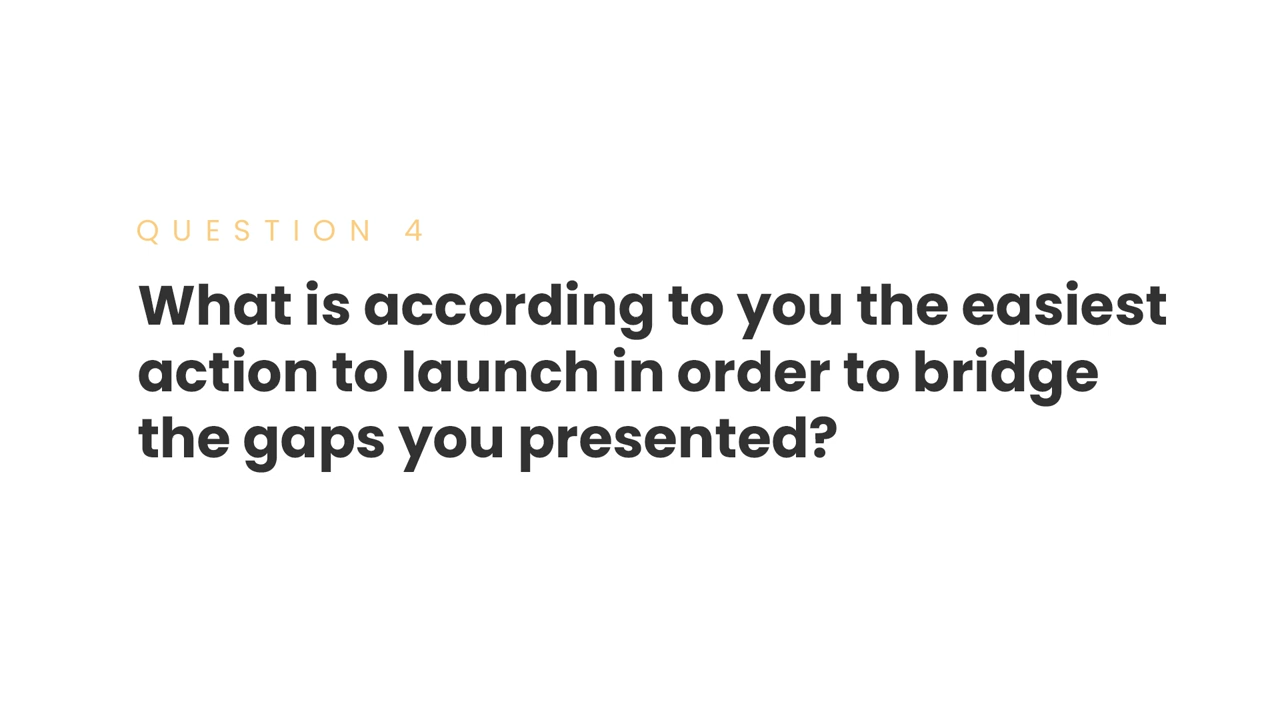 QUESTION 4
What is according to you the easiest
action to launch in order to bridge
the gaps you presented?